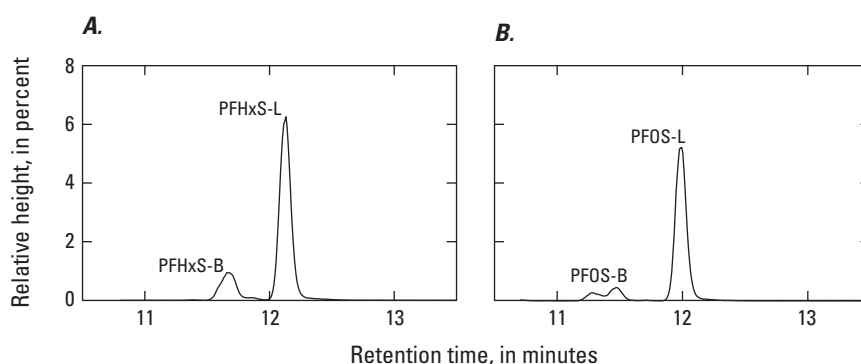 A.
B.
Relative height, in percent
8
6
4
2
0
PFHxS-L
PFHxS-B
11
12
13
PFOS-L
PFOS-B
11
12
13
Retention time, in minutes